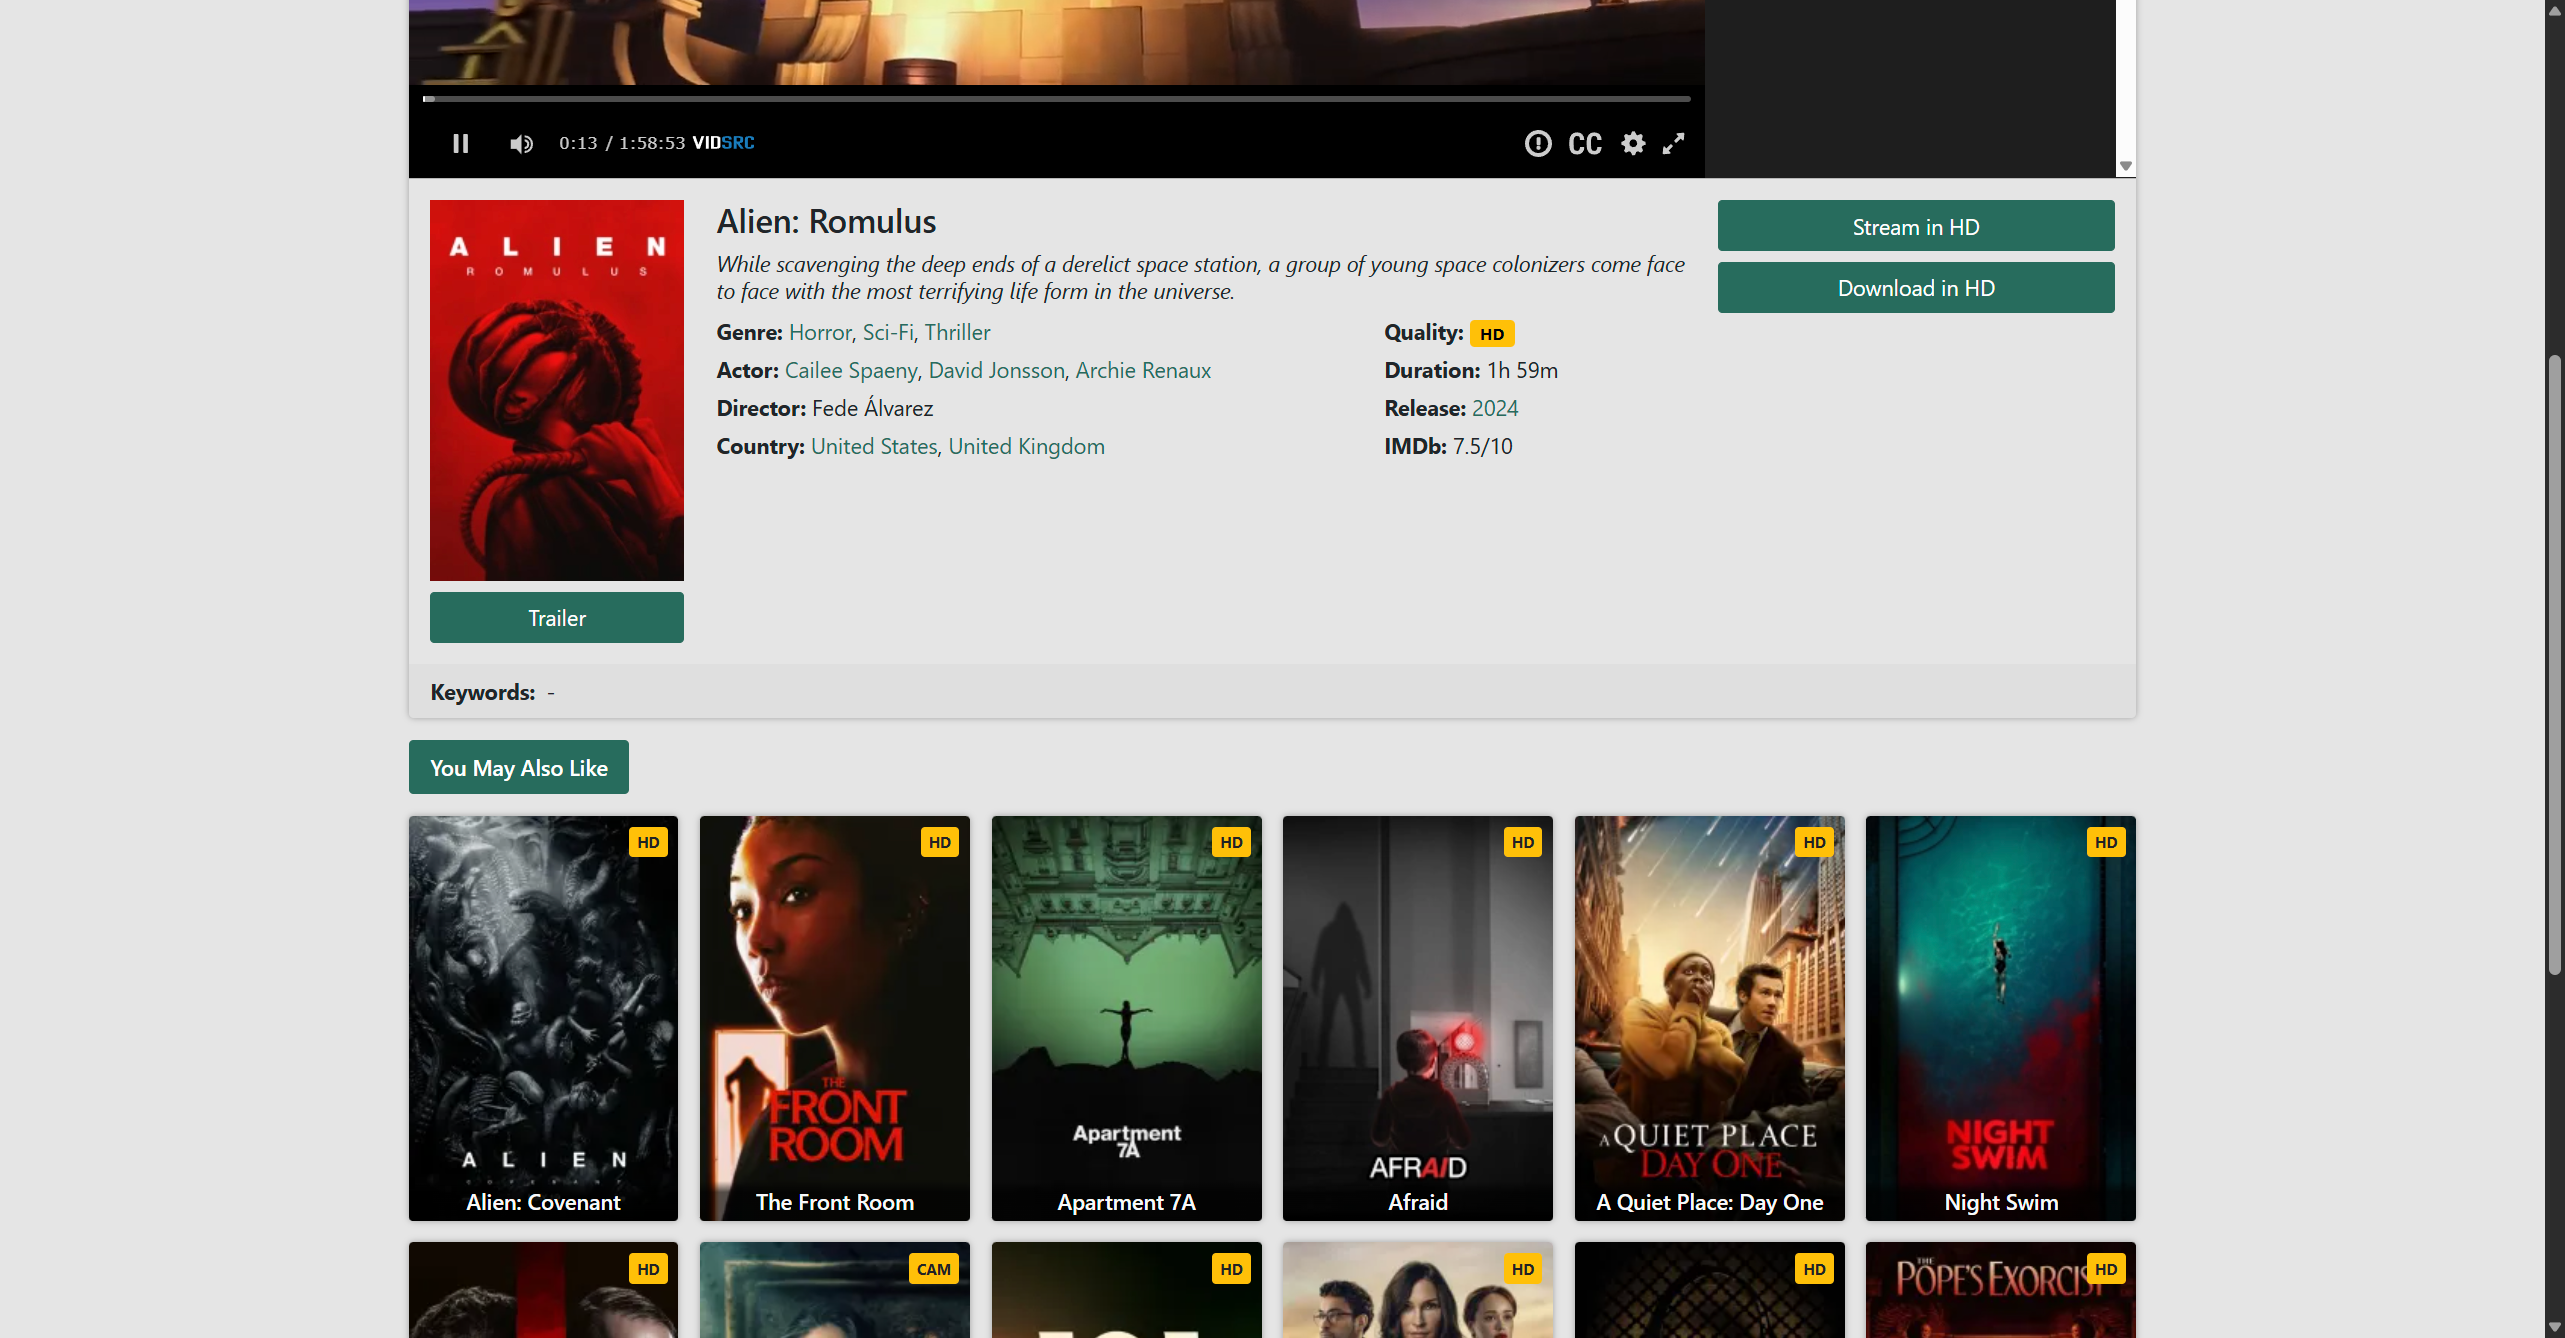 0:13 / 1:58:53 VIDSRC
CC
ALIEN
ROMULUS
Trailer
Alien: Romulus
While scavenging the deep ends of a derelict space station, a group of young space colonizers come face
to face with the most terrifying life form in the universe.
Genre: Horror, Sci-Fi, Thriller
Actor: Cailee Spaeny, David Jonsson, Archie Renaux
Director: Fede Álvarez
Country: United States, United Kingdom
Quality: HD
Duration: 1h 59m
Release: 2024
IMDb: 7.5/10
Stream in HD
Download in HD
Keywords: -
You May Also Like
HD
ALIEN
COVENANT
Alien: Covenant
HD
THE
FRONT
ROOM
The Front Room
HD
Apartment
7A
Apartment 7A
HD
AFRAID
Afraid
HD
A QUIET PLACE
DAY ONE
A Quiet Place: Day One
HD
NIGHT
SWIM
Night Swim
HD
CAM
HD
HD
HD
THE
POPE'S EXORCIST
HD